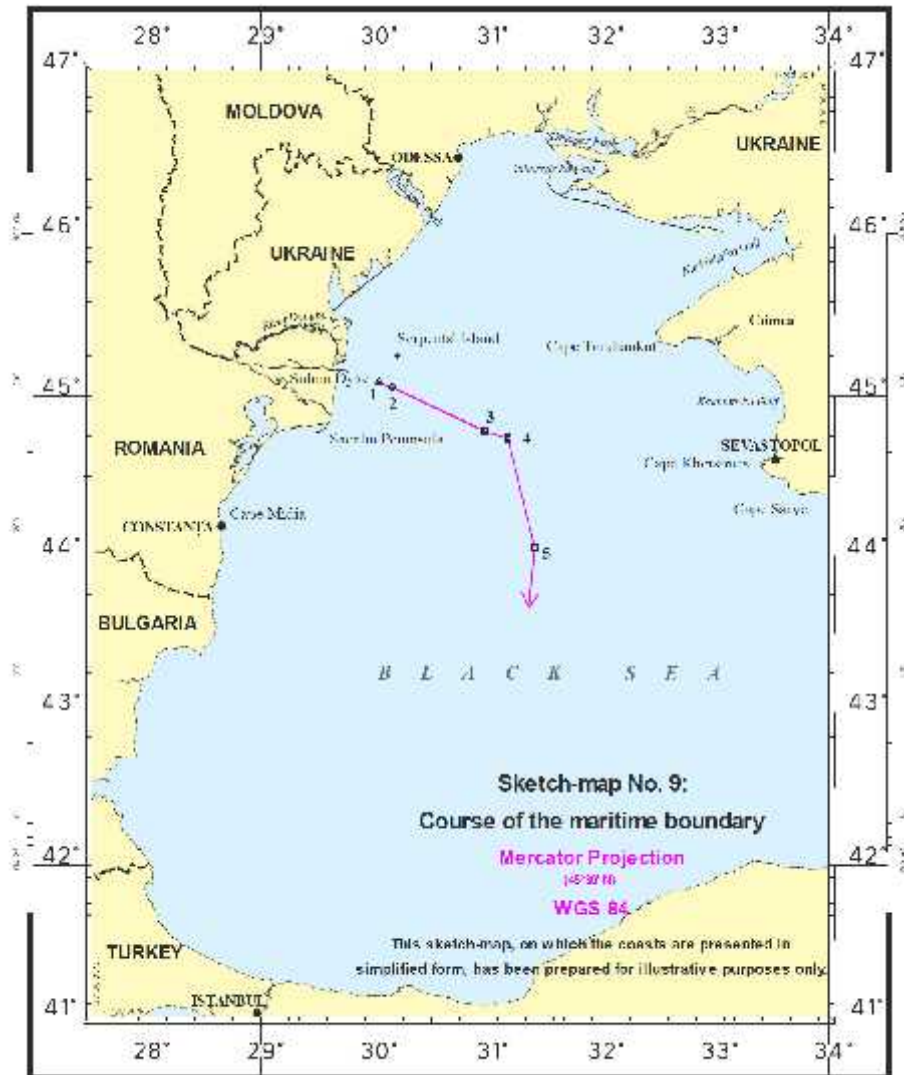 28° 29° 30° 31° 32° 33° 34°
47° 47°
MOLDOVA
UKRAINE
ODESSA
46° 46°
UKRAINE
Serpents' Island
Crimea
Cape Tarkhankut
45° Sulina Dyke 45°
1 2 3 4
Sacalin Peninsula
ROMANIA
SEVASTOPOL
Cape Khersones
Cape Sarych
Cape Midia
CONSTANȚA
44° 5 44°
BULGARIA
BLACK SEA
43° 43°
Sketch-map No. 9:
Course of the maritime boundary
42° Mercator Projection 42°
WGS 84
TURKEY
This sketch-map, on which the coasts are presented in
simplified form, has been prepared for illustrative purposes only.
ISTANBUL
41° 41°
28° 29° 30° 31° 32° 33° 34°